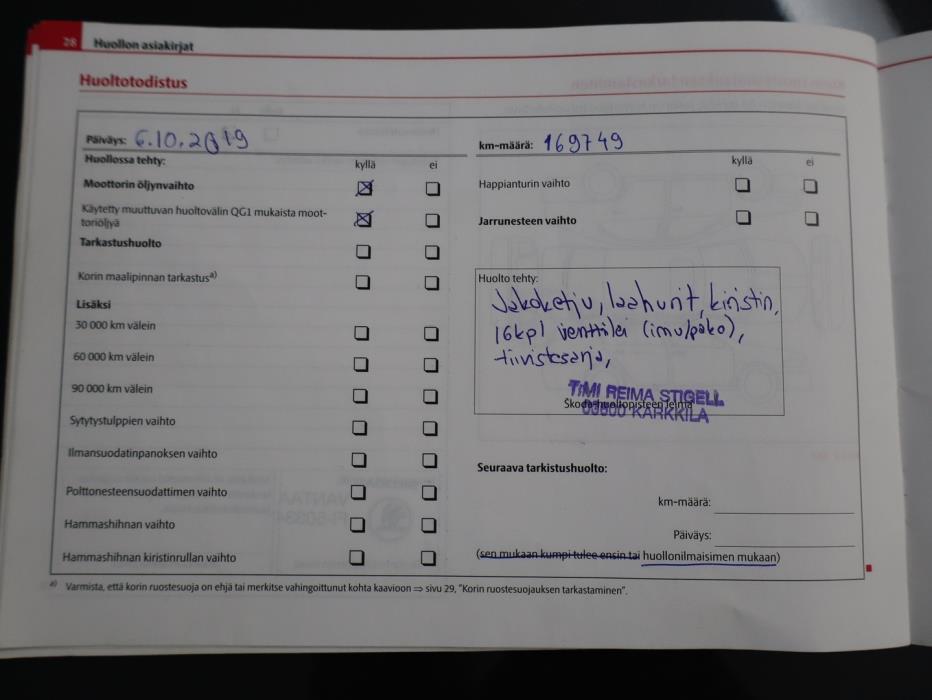 28 Huollon asiakirjat
Huoltotodistus
Päiväys: 6.10.2019
km-määrä: 169749
Huollossa tehty: kyllä ei
kyllä ei
Moottorin öljynvaihto
Käytetty muuttuvan huoltovälin QG1 mukaista moot-
toriöljyä
Tarkastushuolto
Korin maalipinnan tarkastusa)
Lisäksi
30 000 km välein
60 000 km välein
90 000 km välein
Sytytystulppien vaihto
Ilmansuodatinpanoksen vaihto
Polttonesteensuodattimen vaihto
Hammashihnan vaihto
Hammashihnan kiristinrullan vaihto
Happianturin vaihto
Jarrunesteen vaihto
Huolto tehty:
Jakoketju, laahurit, kiristin,
16kpl venttilei (imu/pako),
tiivistesarja,
TIMI REIMA STIGELL
Škoda-huoltopisteen leima
03600 KARKKILA
Seuraava tarkistushuolto:
km-määrä:
Päiväys:
(sen mukaan kumpi tulee ensin tai huollonilmaisimen mukaan)
a) Varmista, että korin ruostesuoja on ehjä tai merkitse vahingoittunut kohta kaavioon ⇒ sivu 29, "Korin ruostesuojauksen tarkastaminen".